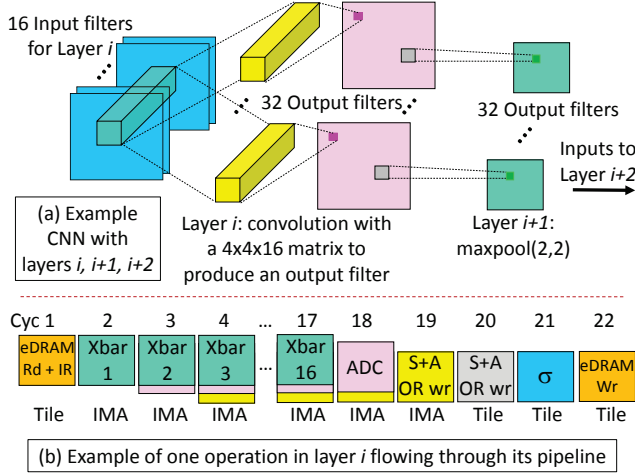 16 Input filters
for Layer i
32 Output filters
32 Output filters
Inputs to
Layer i+2
(a) Example
CNN with
layers i, i+1, i+2
Layer i: convolution with
a 4x4x16 matrix to
produce an output filter
Layer i+1:
maxpool(2,2)
Cyc 1 2 3 4 ... 17 18 19 20 21 22
eDRAM
Rd + IR
Xbar
1
Xbar
2
Xbar
3
...
Xbar
16
ADC
S+A
OR wr
S+A
OR wr
σ
eDRAM
Wr
Tile IMA IMA IMA IMA IMA IMA Tile Tile Tile
(b) Example of one operation in layer i flowing through its pipeline